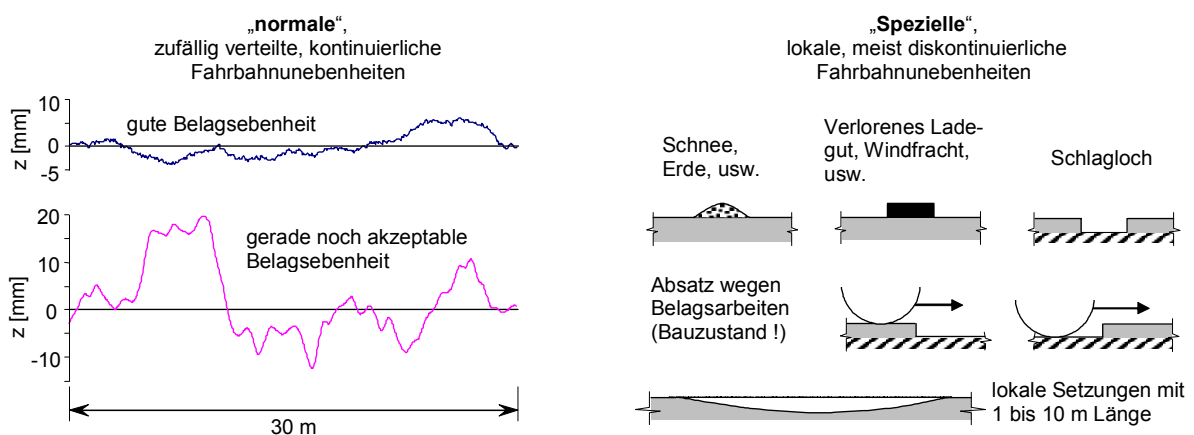 „normale“,
zufällig verteilte, kontinuierliche
Fahrbahnunebenheiten
z [mm]
10
0
-5
gute Belagsebenheit
z [mm]
20
10
0
-10
gerade noch akzeptable
Belagsebenheit
30 m
„Spezielle“,
lokale, meist diskontinuierliche
Fahrbahnunebenheiten
Schnee,
Erde, usw.
Verlorenes Lade-
gut, Windfracht,
usw.
Schlagloch
Absatz wegen
Belagsarbeiten
(Bauzustand !)
lokale Setzungen mit
1 bis 10 m Länge